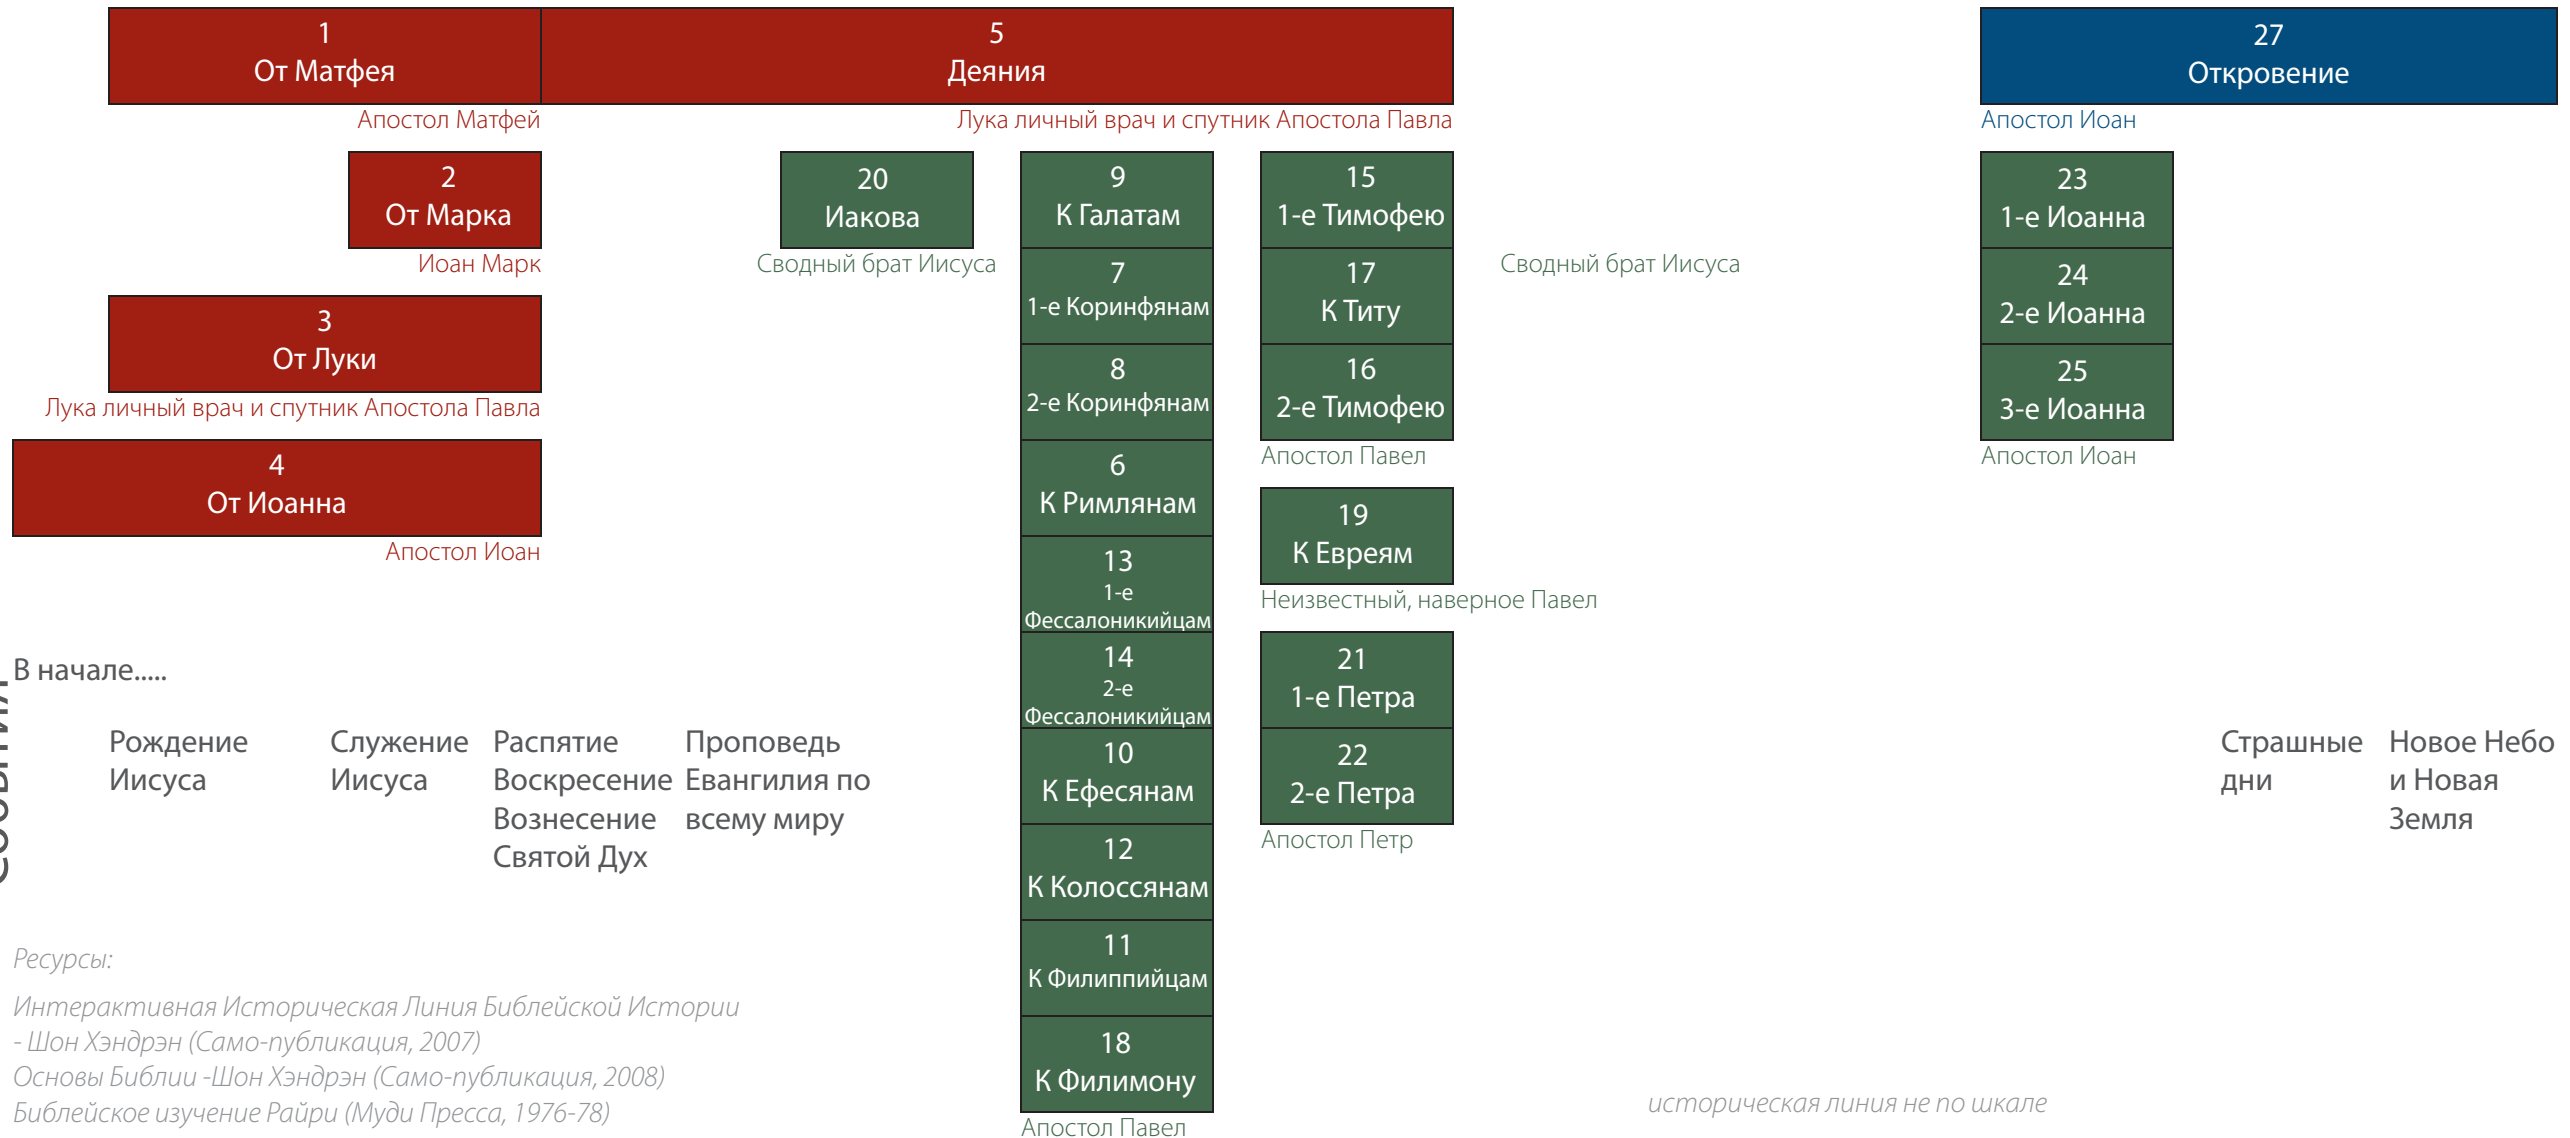 1
От Матфея
Апостол Матфей
5
Деяния
Лука личный врач и спутник Апостола Павла
27
Откровение
Апостол Иоан
2
От Марка
Иоан Марк
3
От Луки
Лука личный врач и спутник Апостола Павла
4
От Иоанна
Апостол Иоан
20
Иакова
Сводный брат Иисуса
9
К Галатам
7
1-е Коринфянам
8
2-е Коринфянам
6
К Римлянам
13
1-е
Фессалоникийцам
14
2-е
Фессалоникийцам
10
К Ефесянам
12
К Колоссянам
11
К Филиппийцам
18
К Филимону
Апостол Павел
15
1-е Тимофею
17
К Титу
16
2-е Тимофею
Апостол Павел
19
К Евреям
Неизвестный, наверное Павел
21
1-е Петра
22
2-е Петра
Апостол Петр
Сводный брат Иисуса
23
1-е Иоанна
24
2-е Иоанна
25
3-е Иоанна
Апостол Иоан
В начале.....
Рождение
Иисуса
Служение
Иисуса
Распятие
Воскресение
Вознесение
Святой Дух
Проповедь
Евангилия по
всему миру
Страшные
дни
Новое Небо
и Новая
Земля
Ресурсы:
Интерактивная Историческая Линия Библейской Истории
- Шон Хэндрэн (Само-публикация, 2007)
Основы Библии -Шон Хэндрэн (Само-публикация, 2008)
Библейское изучение Райри (Муди Пресса, 1976-78)
историческая линия не по шкале